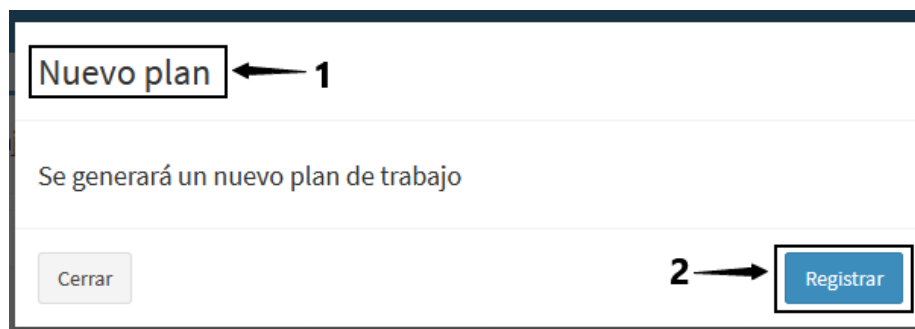 Nuevo plan 1
Se generará un nuevo plan de trabajo
Cerrar 2 Registrar